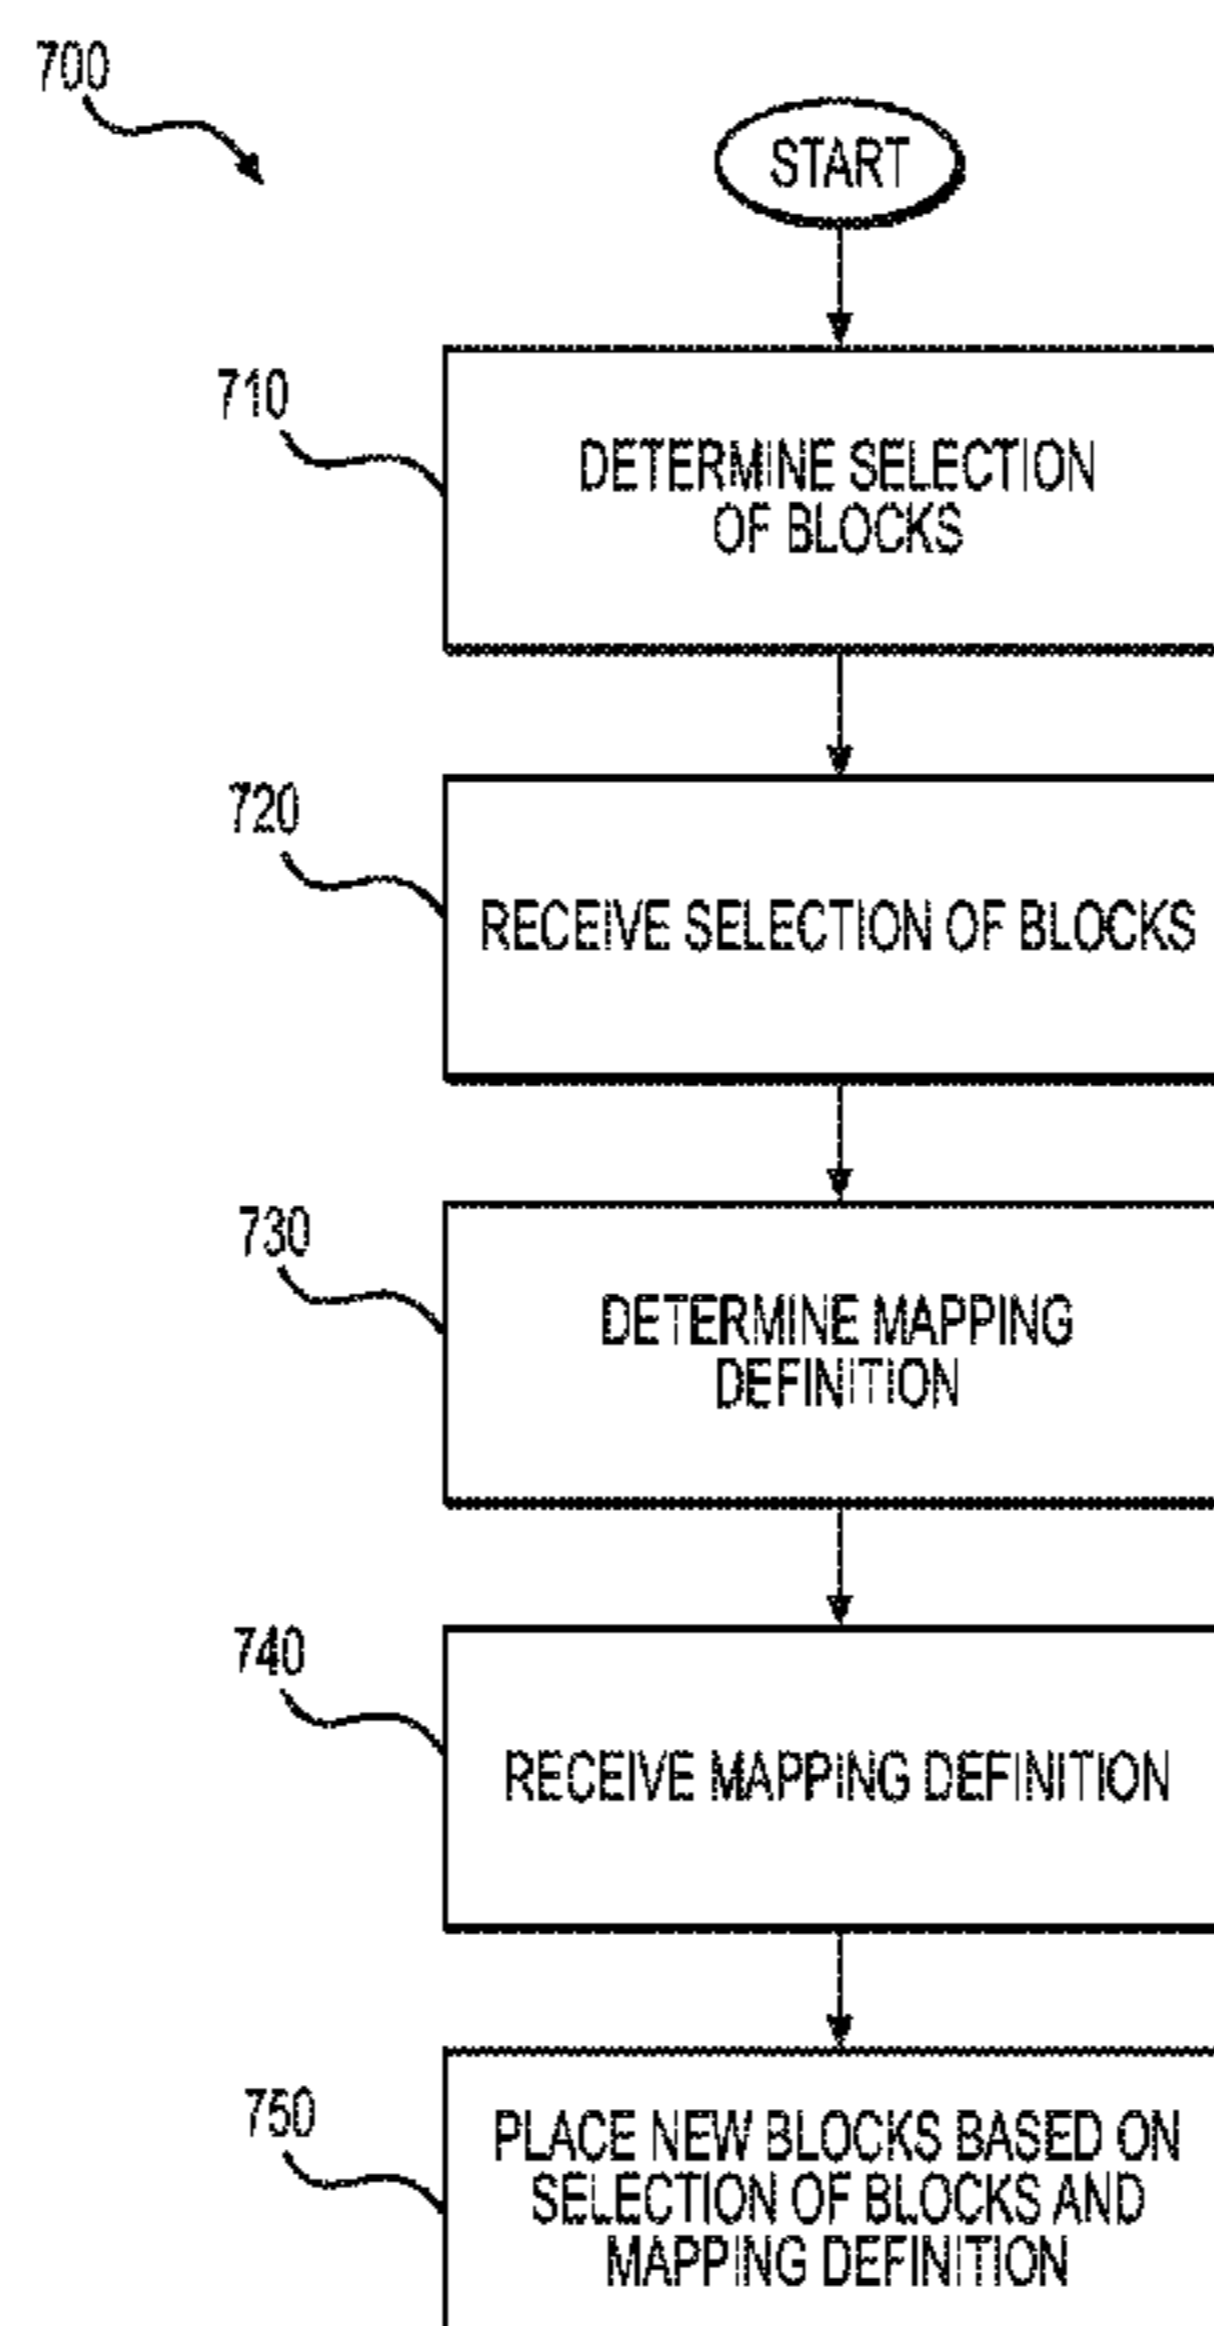 700
START
710
DETERMINE SELECTION
OF BLOCKS
720
RECEIVE SELECTION OF BLOCKS
730
DETERMINE MAPPING
DEFINITION
740
RECEIVE MAPPING DEFINITION
750
PLACE NEW BLOCKS BASED ON
SELECTION OF BLOCKS AND
MAPPING DEFINITION